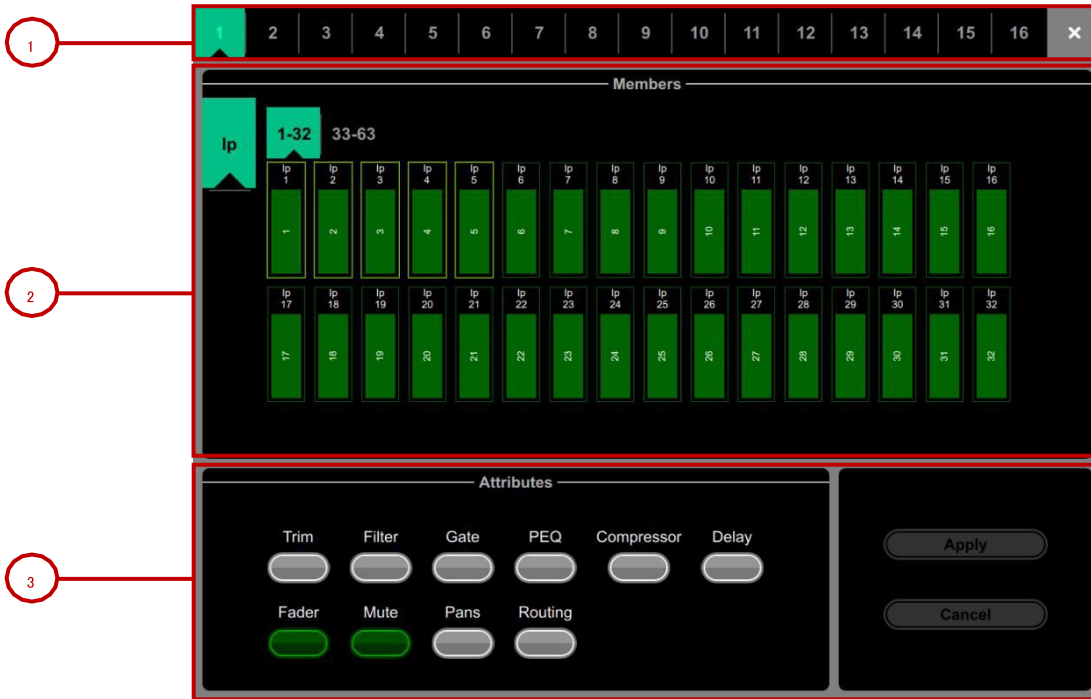 1
1 2 3 4 5 6 7 8 9 10 11 12 13 14 15 16 ×
2
Members
Ip
1-32 33-63
Ip Ip Ip Ip Ip Ip Ip Ip Ip Ip Ip Ip Ip Ip Ip Ip
1 2 3 4 5 6 7 8 9 10 11 12 13 14 15 16
1 2 3 4 5 6 7 8 9 10 11 12 13 14 15 16
Ip Ip Ip Ip Ip Ip Ip Ip Ip Ip Ip Ip Ip Ip Ip Ip
17 18 19 20 21 22 23 24 25 26 27 28 29 30 31 32
17 18 19 20 21 22 23 24 25 26 27 28 29 30 31 32
3
Attributes
Trim Filter Gate PEQ Compressor Delay
Fader Mute Pans Routing
Apply
Cancel